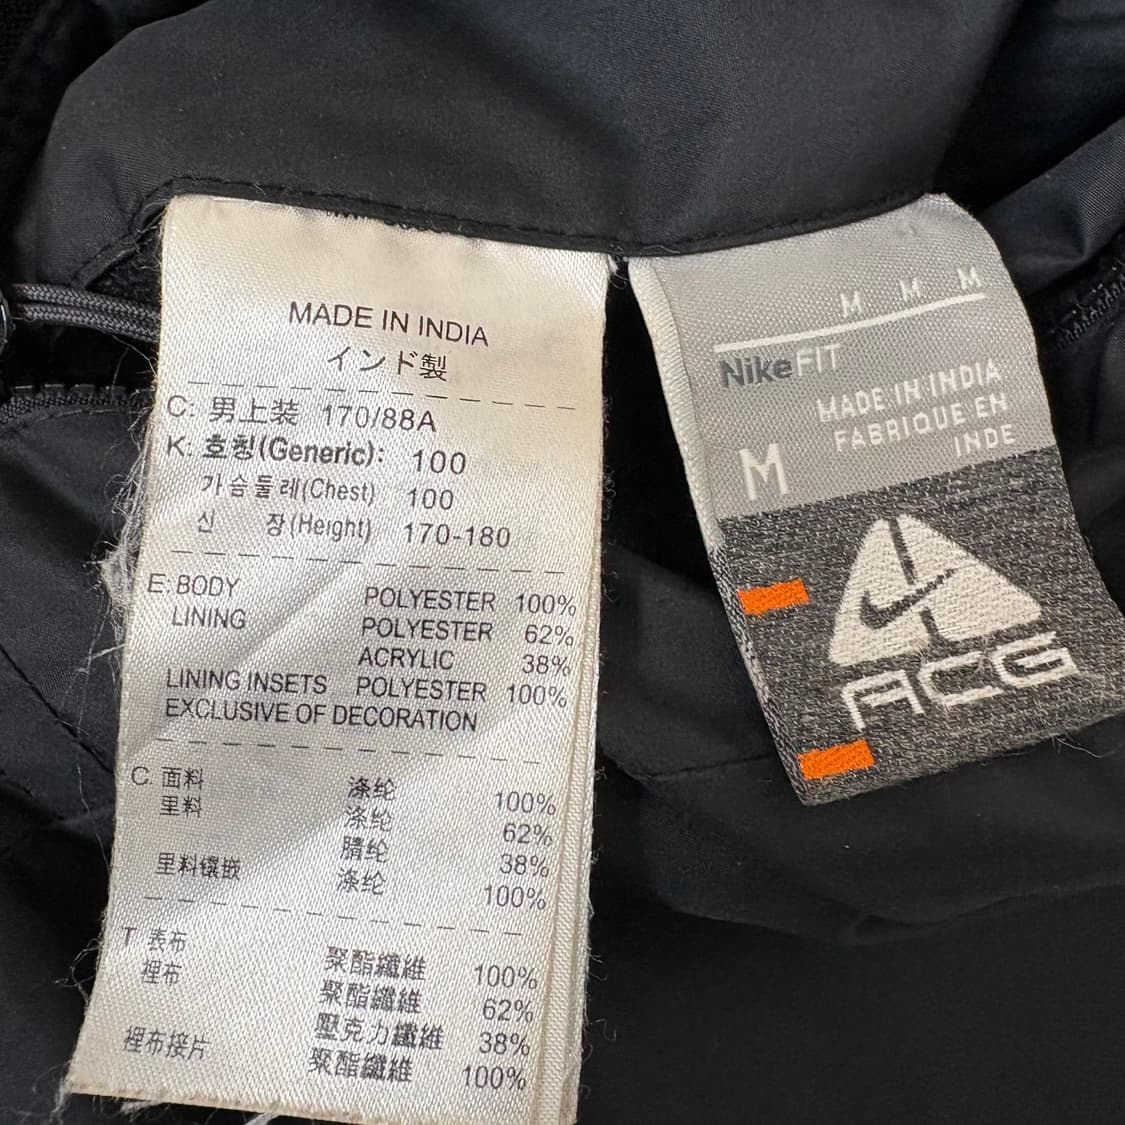 MADE IN INDIA
インド製
C: 男上装 170/88A
K. 호칭(Generic): 100
가슴둘레(Chest) 100
신 장(Height) 170-180
E: BODY POLYESTER 100%
LINING POLYESTER 62%
ACRYLIC 38%
LINING INSETS POLYESTER 100%
EXCLUSIVE OF DECORATION
C. 面料 涤纶 100%
里料 涤纶 62%
腈纶 38%
里料镶嵌 涤纶 100%
T 表布 聚酯纖維 100%
裡布 聚酯纖維 62%
壓克力纖維 38%
裡布接片 聚酯纖維 100%
M M M
NikeFIT
MADE IN INDIA
FABRIQUE EN
INDE
M
ACG